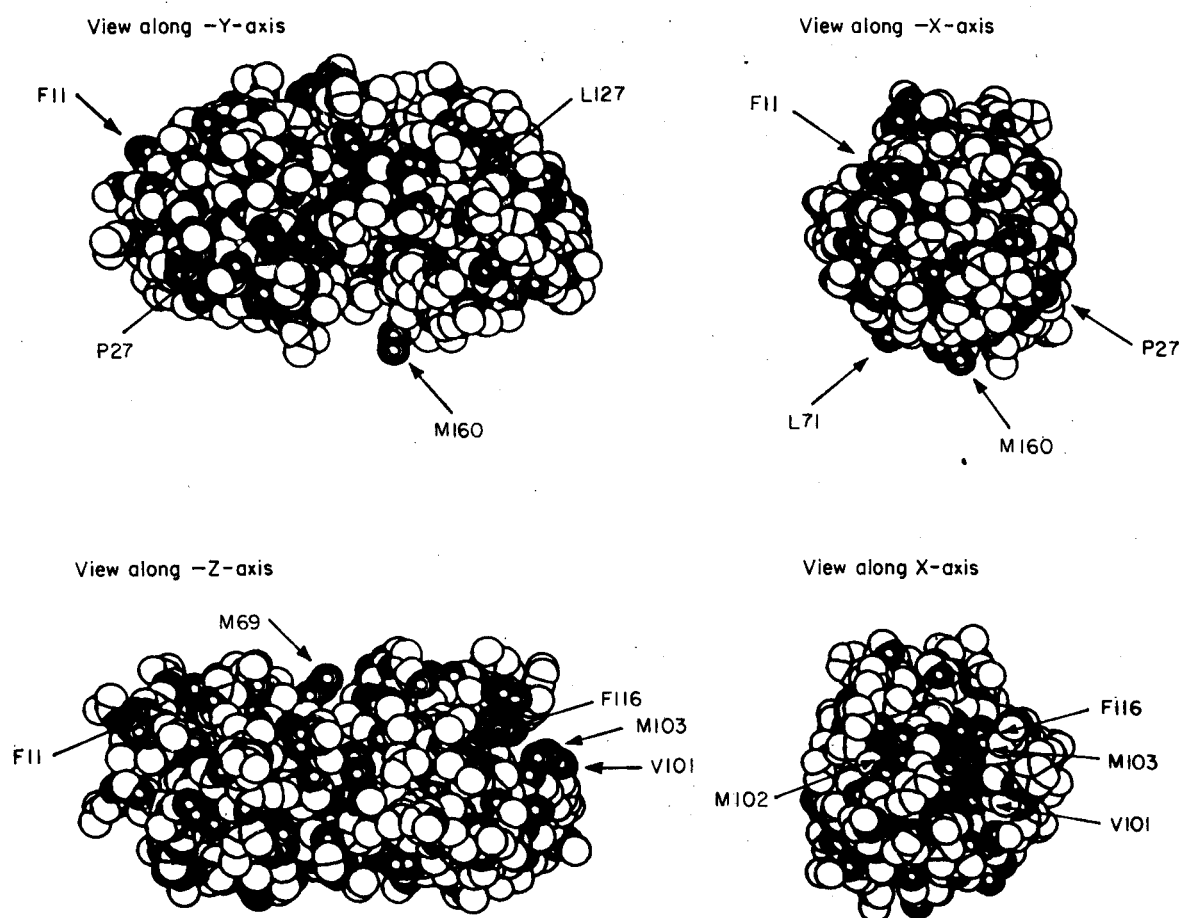 View along –Y-axis
View along –X-axis
F11
L127
F11
P27
P27
M160
L71
M160
View along –Z-axis
View along X-axis
M69
F116
F116
M103
M103
F11
V101
M102
V101